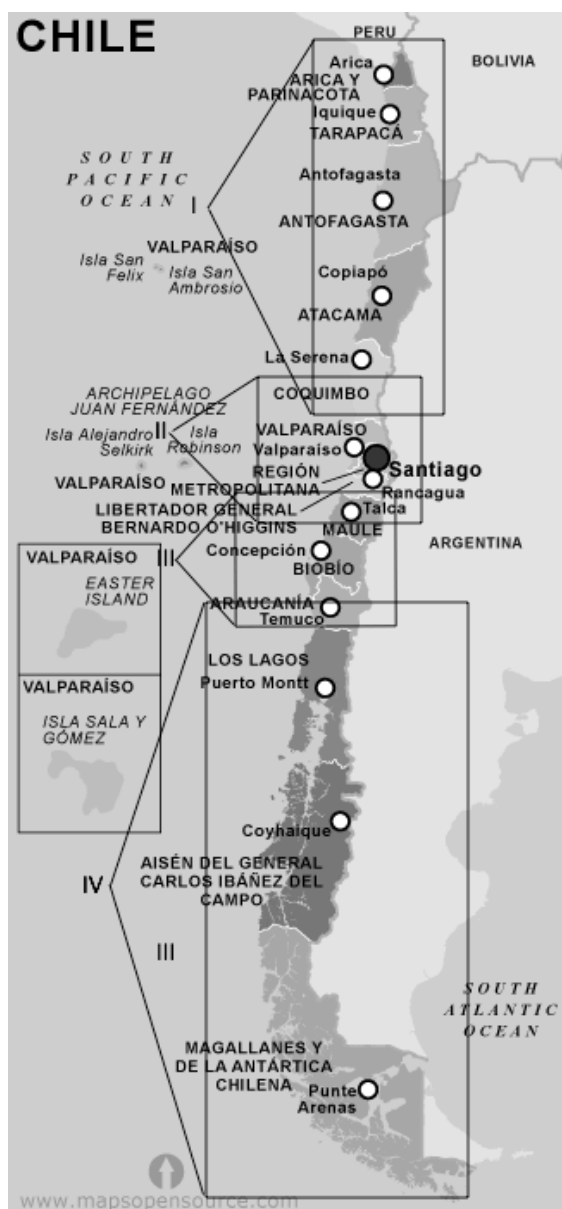 CHILE
PERU
BOLIVIA
Arica
ARICA Y
PARINACOTA
Iquique
TARAPACÁ
SOUTH
PACIFIC
OCEAN
I
Antofagasta
ANTOFAGASTA
VALPARAÍSO
Isla San
Felix
Isla San
Ambrosio
Copiapó
ATACAMA
La Serena
COQUIMBO
ARCHIPELAGO
JUAN FERNÁNDEZ
II
Isla Alejandro
Selkirk
Isla
Robinson
VALPARAÍSO
VALPARAÍSO
Valparaíso
REGIÓN
METROPOLITANA
Santiago
Rancagua
LIBERTADOR GENERAL
BERNARDO O'HIGGINS
Talca
MAULE
ARGENTINA
III
Concepción
BIOBÍO
VALPARAÍSO
EASTER
ISLAND
ARAUCANÍA
Temuco
VALPARAÍSO
ISLA SALA Y
GÓMEZ
LOS LAGOS
Puerto Montt
Coyhaique
AISÉN DEL GENERAL
CARLOS IBÁÑEZ DEL
CAMPO
IV
III
SOUTH
ATLANTIC
OCEAN
MAGALLANES Y
DE LA ANTÁRTICA
CHILENA
Punte
Arenas
www.mapsopensource.com